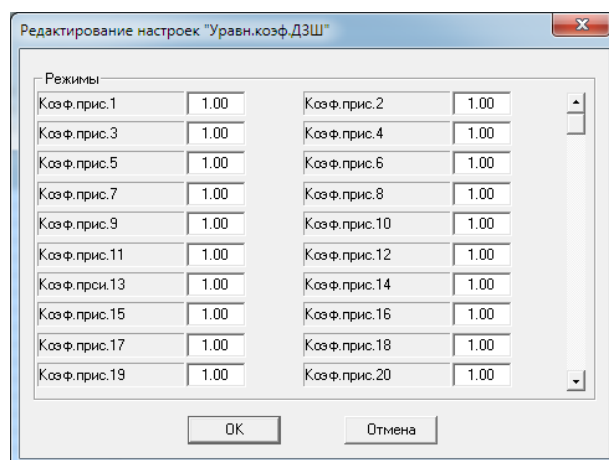 Редактирование настроек "Уравн.коэф.ДЗШ"
Режимы
Коэф.прис.1 1.00 Коэф.прис.2 1.00
Коэф.прис.3 1.00 Коэф.прис.4 1.00
Коэф.прис.5 1.00 Коэф.прис.6 1.00
Коэф.прис.7 1.00 Коэф.прис.8 1.00
Коэф.прис.9 1.00 Коэф.прис.10 1.00
Коэф.прис.11 1.00 Коэф.прис.12 1.00
Коэф.прси.13 1.00 Коэф.прис.14 1.00
Коэф.прис.15 1.00 Коэф.прис.16 1.00
Коэф.прис.17 1.00 Коэф.прис.18 1.00
Коэф.прис.19 1.00 Коэф.прис.20 1.00
OK Отмена